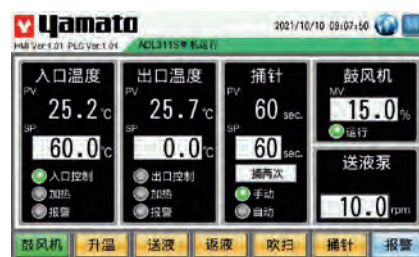 Yamato
2021/10/10 09:07:50
HMI Ver:1.01 PLC Ver:1.01 ADL311S单机运行
入口温度
PV:
25.2℃
SP:
60.0℃
入口控制
加热
报警
出口温度
PV
25.7℃
SP:
0.0℃
出口控制
加热
报警
捅针
PV
60 sec.
SP:
60 sec.
捅两次
手动
自动
鼓风机
MV:
15.0 %
运行
送液泵
10.0 rpm
鼓风机 升温 送液 返液 吹扫 捅针 报警